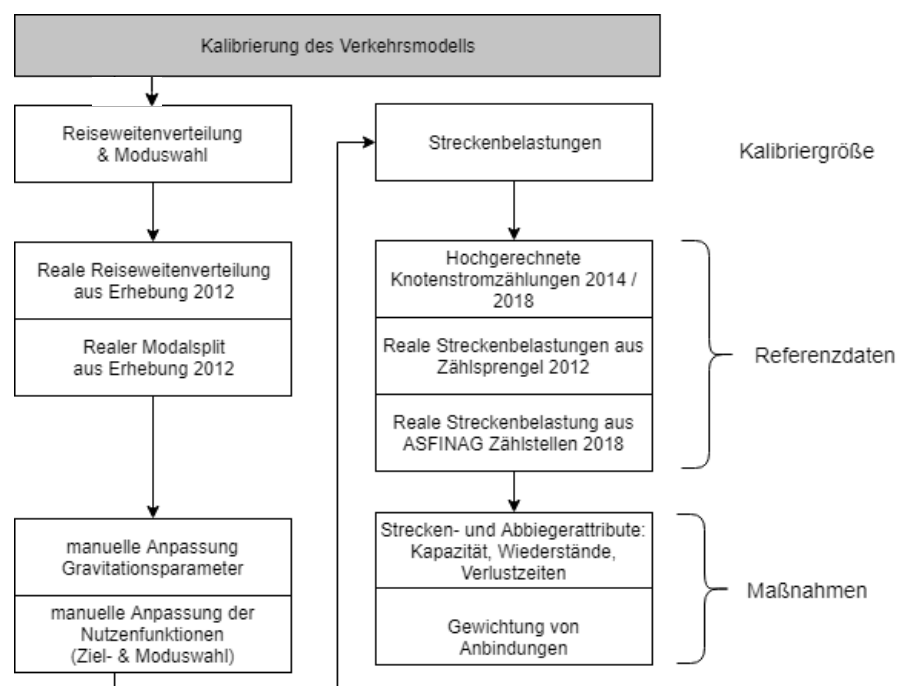 Kalibrierung des Verkehrsmodells
Reiseweitenverteilung
& Moduswahl
Streckenbelastungen
Kalibriergröße
Reale Reiseweitenverteilung
aus Erhebung 2012
Realer Modalsplit
aus Erhebung 2012
Hochgerechnete
Knotenstromzählungen 2014 /
2018
Reale Streckenbelastungen aus
Zählsprengel 2012
Reale Streckenbelastung aus
ASFINAG Zählstellen 2018
Referenzdaten
manuelle Anpassung
Gravitationsparameter
manuelle Anpassung der
Nutzenfunktionen
(Ziel- & Moduswahl)
Strecken- und Abbiegerattribute:
Kapazität, Wiederstände,
Verlustzeiten
Gewichtung von
Anbindungen
Maßnahmen